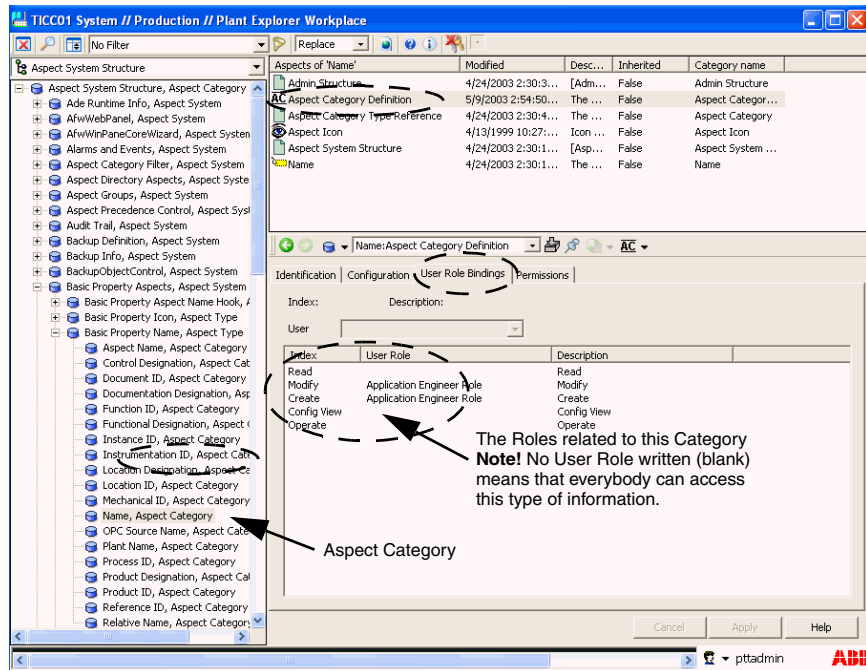 TICC01 System // Production // Plant Explorer Workplace
No Filter
Replace
Aspect System Structure
Aspect System Structure, Aspect Category
Ade Runtime Info, Aspect System
AfwWebPanel, Aspect System
AfwWinPaneCoreWizard, Aspect System
Alarms and Events, Aspect System
Aspect Category Filter, Aspect System
Aspect Directory Aspects, Aspect Syste
Aspect Groups, Aspect System
Aspect Precedence Control, Aspect Syst
Audit Trail, Aspect System
Backup Definition, Aspect System
Backup Info, Aspect System
BackupObjectControl, Aspect System
Basic Property Aspects, Aspect System
Basic Property Aspect Name Hook, A
Basic Property Icon, Aspect Type
Basic Property Name, Aspect Type
Aspect Name, Aspect Category
Control Designation, Aspect Cat
Document ID, Aspect Category
Documentation Designation, Asp
Function ID, Aspect Category
Functional Designation, Aspect C
Instance ID, Aspect Category
Instrumentation ID, Aspect Cate
Location Designation, Aspect Ca
Location ID, Aspect Category
Mechanical ID, Aspect Category
Name, Aspect Category
OPC Source Name, Aspect Cate
Plant Name, Aspect Category
Process ID, Aspect Category
Product Designation, Aspect Cat
Product ID, Aspect Category
Reference ID, Aspect Category
Relative Name, Aspect Category
Aspects of 'Name' Modified Desc... Inherited Category name
Admin Structure 4/24/2003 2:30:3... [Adm... False Admin Structure
AC Aspect Category Definition 5/9/2003 2:54:50... The ... False Aspect Categor...
Aspect Category Type Reference 4/24/2003 2:30:4... The ... False Aspect Category
Aspect Icon 4/13/1999 10:27:... Icon ... False Aspect Icon
Aspect System Structure 4/24/2003 2:30:1... [Asp... False Aspect System ...
Name 4/24/2003 2:30:1... The ... False Name
Name:Aspect Category Definition AC
Identification Configuration User Role Bindings Permissions
Index: Description:
User
Index User Role Description
Read Read
Modify Application Engineer Role Modify
Create Application Engineer Role Create
Config View Config View
Operate Operate
The Roles related to this Category
Note! No User Role written (blank)
means that everybody can access
this type of information.
Aspect Category
Cancel Apply Help
pttadmin ABB